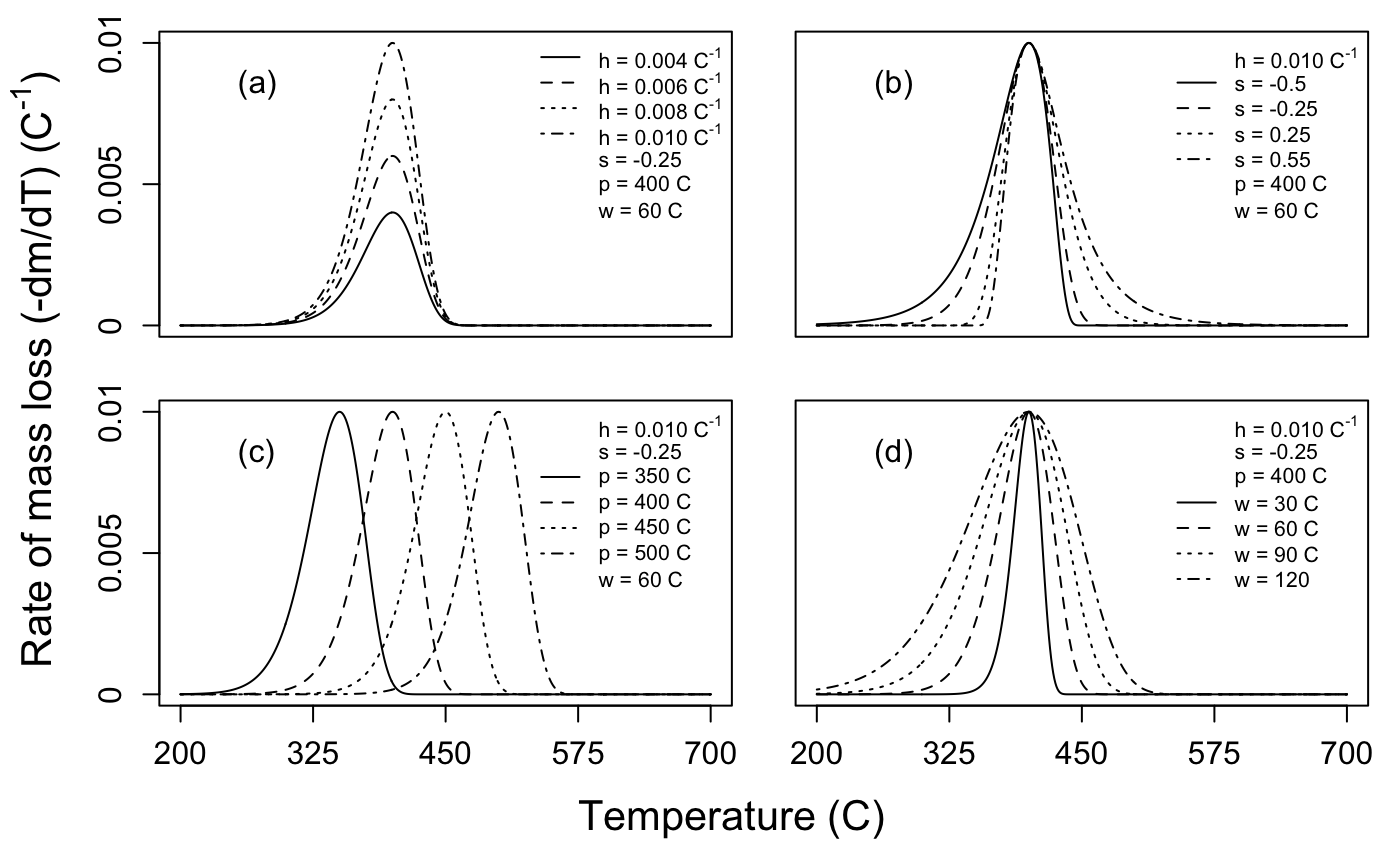 Rate of mass loss (-dm/dT) (C⁻¹)
0.01
0.005
0
(a)
h = 0.004 C⁻¹
h = 0.006 C⁻¹
h = 0.008 C⁻¹
h = 0.010 C⁻¹
s = -0.25
p = 400 C
w = 60 C
(b)
h = 0.010 C⁻¹
s = -0.5
s = -0.25
s = 0.25
s = 0.55
p = 400 C
w = 60 C
0.01
0.005
0
(c)
h = 0.010 C⁻¹
s = -0.25
p = 350 C
p = 400 C
p = 450 C
p = 500 C
w = 60 C
(d)
h = 0.010 C⁻¹
s = -0.25
p = 400 C
w = 30 C
w = 60 C
w = 90 C
w = 120
200 325 450 575 700
200 325 450 575 700
Temperature (C)